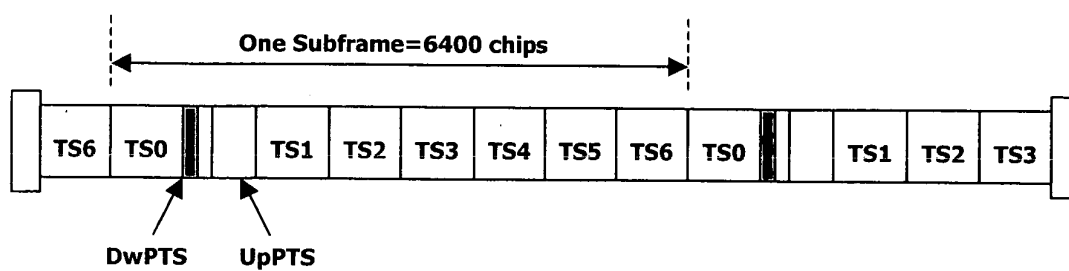 One Subframe=6400 chips
TS6 TS0 TS1 TS2 TS3 TS4 TS5 TS6 TS0 TS1 TS2 TS3
DwPTS UpPTS